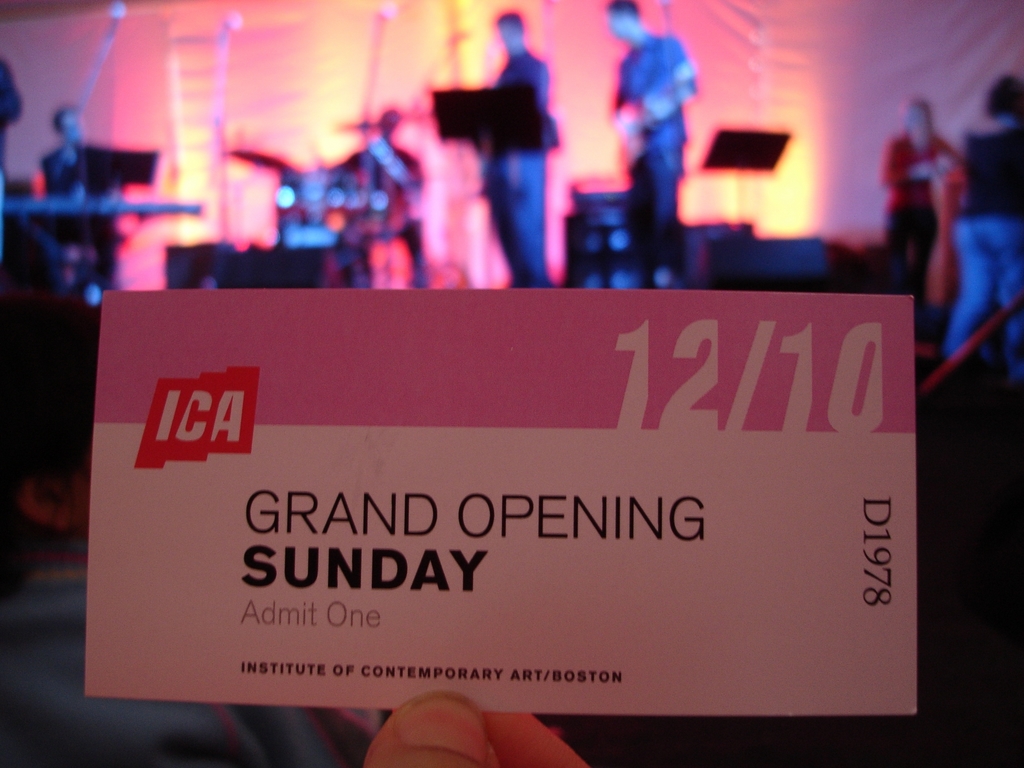 12/10
ICA
GRAND OPENING
SUNDAY
Admit One
INSTITUTE OF CONTEMPORARY ART/BOSTON
D1978